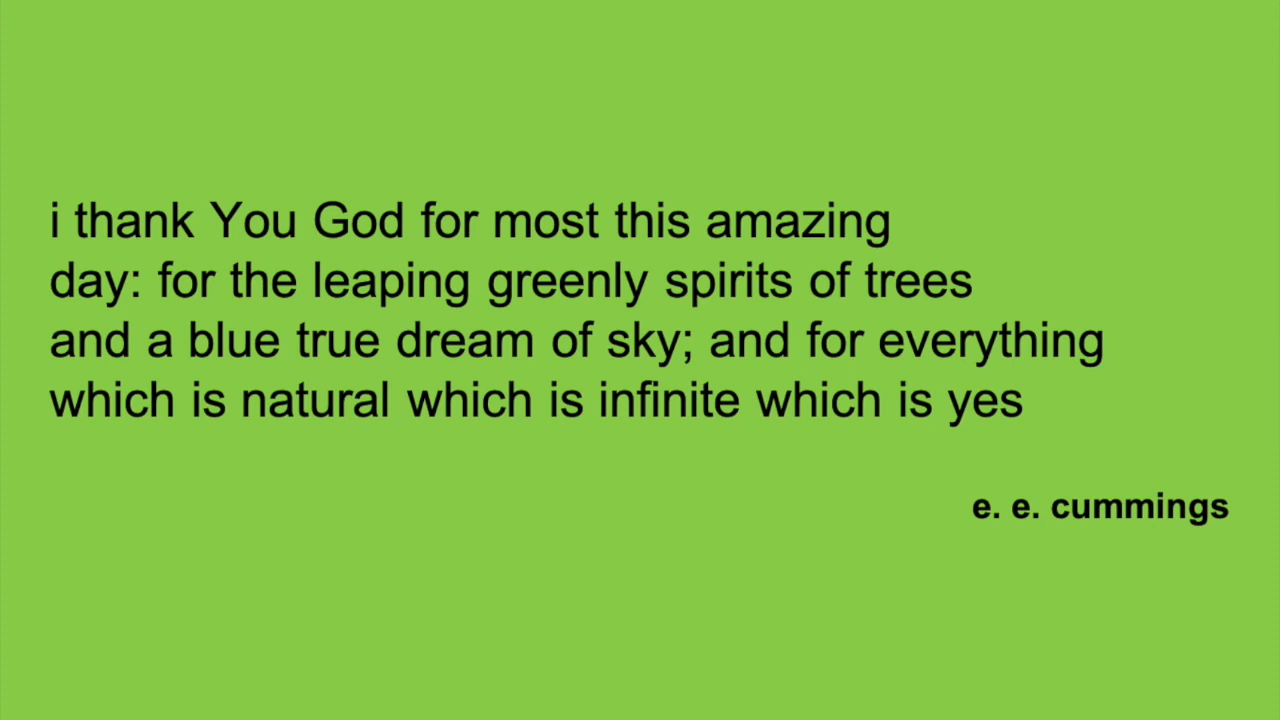 i thank You God for most this amazing
day: for the leaping greenly spirits of trees
and a blue true dream of sky; and for everything
which is natural which is infinite which is yes
e. e. cummings